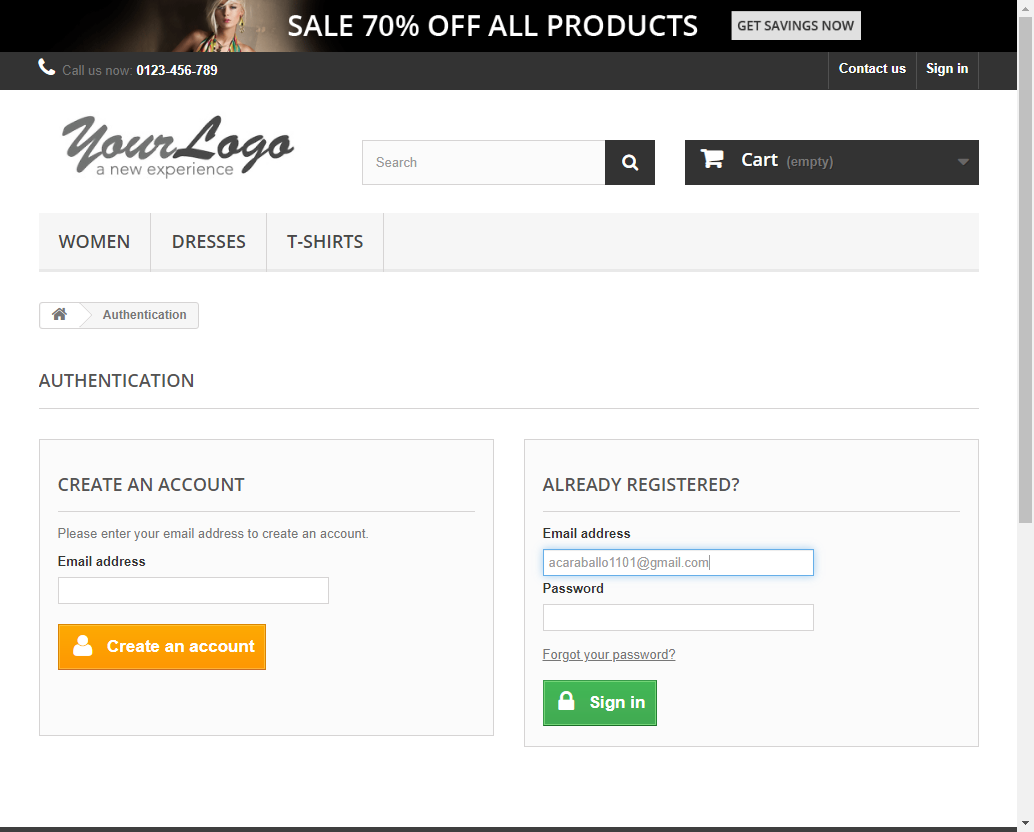 SALE 70% OFF ALL PRODUCTS GET SAVINGS NOW
Call us now: 0123-456-789 Contact us Sign in
YourLogo
a new experience
Search
Cart (empty)
WOMEN DRESSES T-SHIRTS
Authentication
AUTHENTICATION
CREATE AN ACCOUNT
Please enter your email address to create an account.
Email address
Create an account
ALREADY REGISTERED?
Email address
acaraballo1101@gmail.com
Password
Forgot your password?
Sign in